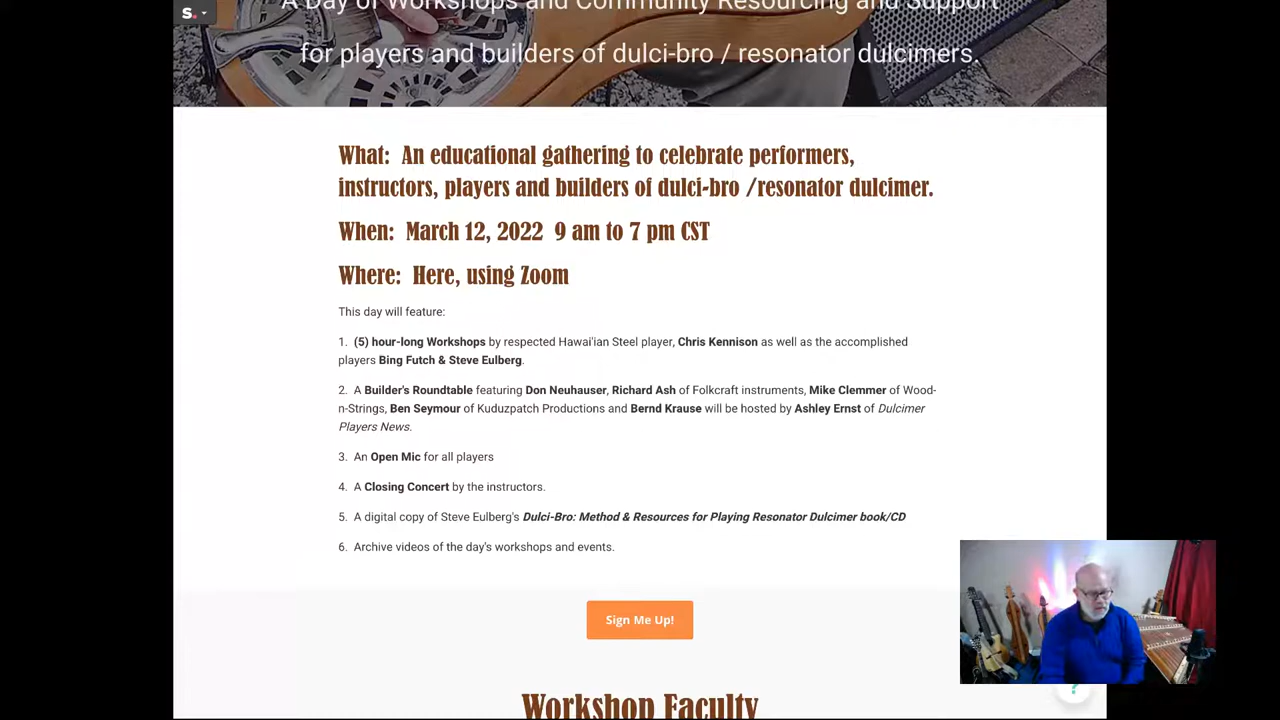 s.
A Day of Workshops and Community Resourcing and Support
for players and builders of dulci-bro / resonator dulcimers.
What: An educational gathering to celebrate performers,
instructors, players and builders of dulci-bro /resonator dulcimer.
When: March 12, 2022 9 am to 7 pm CST
Where: Here, using Zoom
This day will feature:
1. (5) hour-long Workshops by respected Hawai'ian Steel player, Chris Kennison as well as the accomplished
players Bing Futch & Steve Eulberg.
2. A Builder's Roundtable featuring Don Neuhauser, Richard Ash of Folkcraft instruments, Mike Clemmer of Wood-
n-Strings, Ben Seymour of Kuduzpatch Productions and Bernd Krause will be hosted by Ashley Ernst of Dulcimer
Players News.
3. An Open Mic for all players
4. A Closing Concert by the instructors.
5. A digital copy of Steve Eulberg's Dulci-Bro: Method & Resources for Playing Resonator Dulcimer book/CD
6. Archive videos of the day's workshops and events.
Sign Me Up!
?
Workshop Faculty